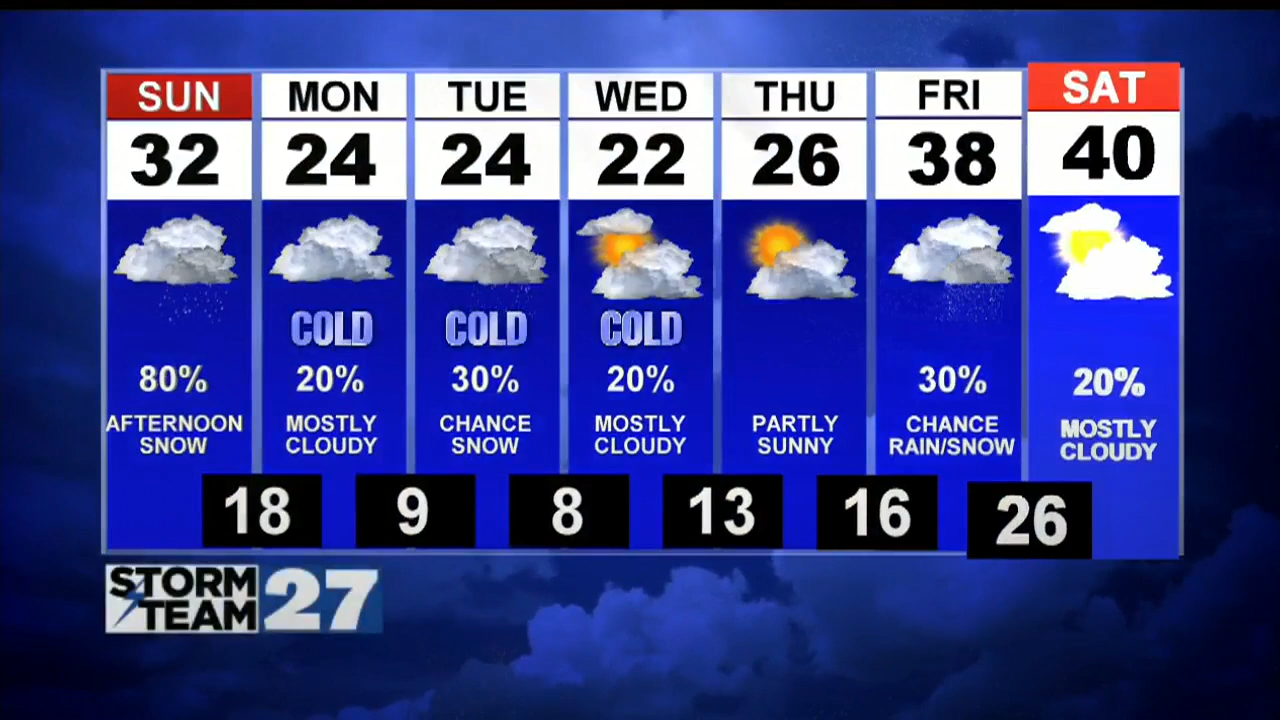 SUN MON TUE WED THU FRI SAT
32 24 24 22 26 38 40
COLD COLD COLD
80% 20% 30% 20% 30% 20%
AFTERNOON MOSTLY CHANCE MOSTLY PARTLY CHANCE MOSTLY
SNOW CLOUDY SNOW CLOUDY SUNNY RAIN/SNOW CLOUDY
18 9 8 13 16 26
STORM
TEAM 27